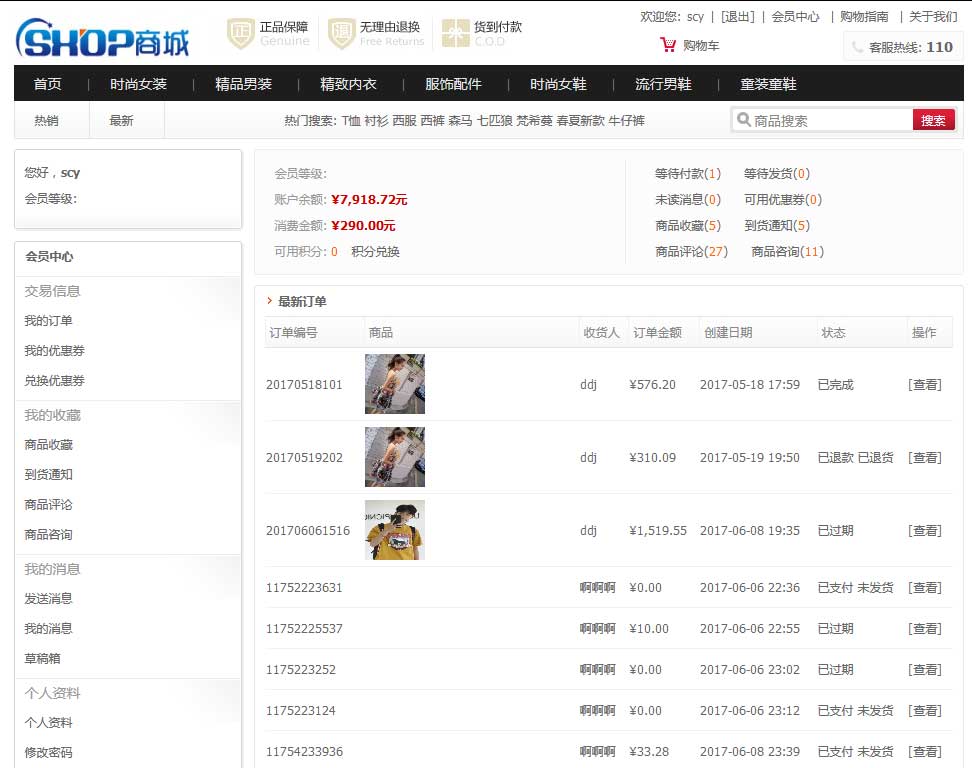 欢迎您: scy | [退出] | 会员中心 | 购物指南 | 关于我们
SHOP商城
正 正品保障 Genuine
退 无理由退换 Free Returns
货到付款 C.O.D
购物车
客服热线: 110
首页 | 时尚女装 | 精品男装 | 精致内衣 | 服饰配件 | 时尚女鞋 | 流行男鞋 | 童装童鞋
热销 最新 热门搜索: T恤 衬衫 西服 西裤 森马 七匹狼 梵希蔓 春夏新款 牛仔裤 商品搜索 搜索
您好，scy
会员等级:
会员中心
交易信息
我的订单
我的优惠券
兑换优惠券
我的收藏
商品收藏
到货通知
商品评论
商品咨询
我的消息
发送消息
我的消息
草稿箱
个人资料
个人资料
修改密码
会员等级:
账户余额: ¥7,918.72元
消费金额: ¥290.00元
可用积分: 0 积分兑换
等待付款(1) 等待发货(0)
未读消息(0) 可用优惠券(0)
商品收藏(5) 到货通知(5)
商品评论(27) 商品咨询(11)
最新订单
订单编号 商品 收货人 订单金额 创建日期 状态 操作
20170518101 ddj ¥576.20 2017-05-18 17:59 已完成 [查看]
20170519202 ddj ¥310.09 2017-05-19 19:50 已退款 已退货 [查看]
201706061516 ddj ¥1,519.55 2017-06-08 19:35 已过期 [查看]
11752223631 啊啊啊 ¥0.00 2017-06-06 22:36 已支付 未发货 [查看]
11752225537 啊啊啊 ¥10.00 2017-06-06 22:55 已过期 [查看]
1175223252 啊啊啊 ¥0.00 2017-06-06 23:02 已过期 [查看]
1175223124 啊啊啊 ¥0.00 2017-06-06 23:12 已支付 未发货 [查看]
11754233936 啊啊啊 ¥33.28 2017-06-08 23:39 已支付 未发货 [查看]